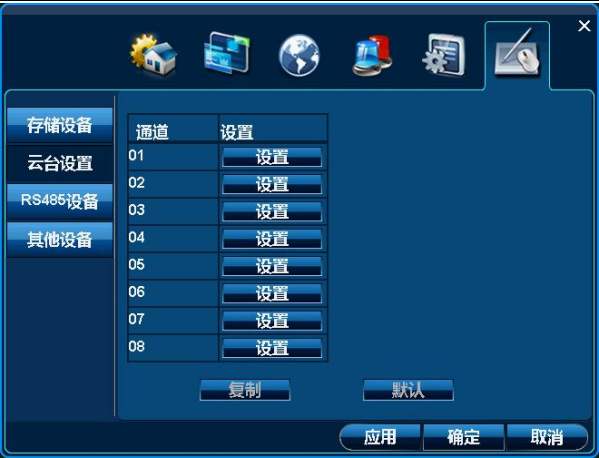 存储设备
云台设置
RS485设备
其他设备
通道 设置
01 设置
02 设置
03 设置
04 设置
05 设置
06 设置
07 设置
08 设置
复制 默认
应用 确定 取消